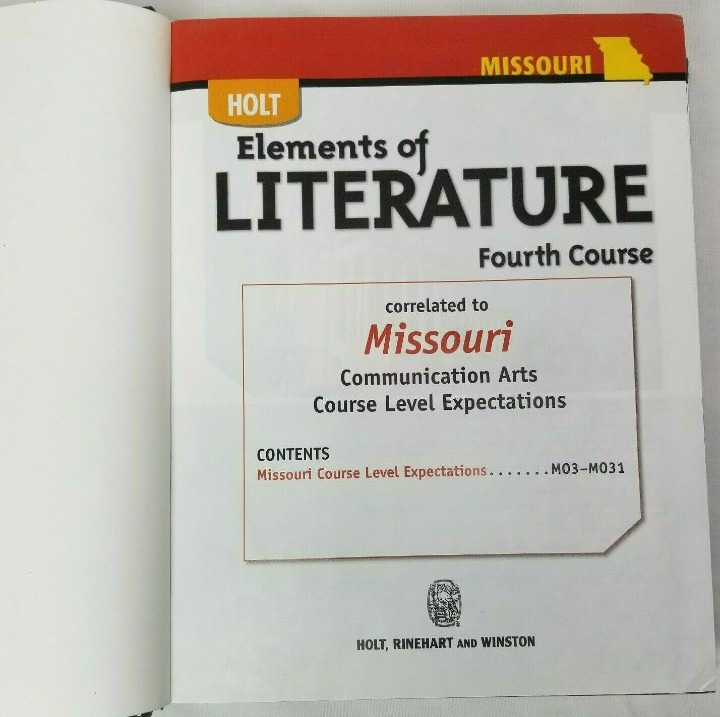 MISSOURI
HOLT
Elements of
LITERATURE
Fourth Course
correlated to
Missouri
Communication Arts
Course Level Expectations
CONTENTS
Missouri Course Level Expectations.......MO3–MO31
HOLT, RINEHART AND WINSTON